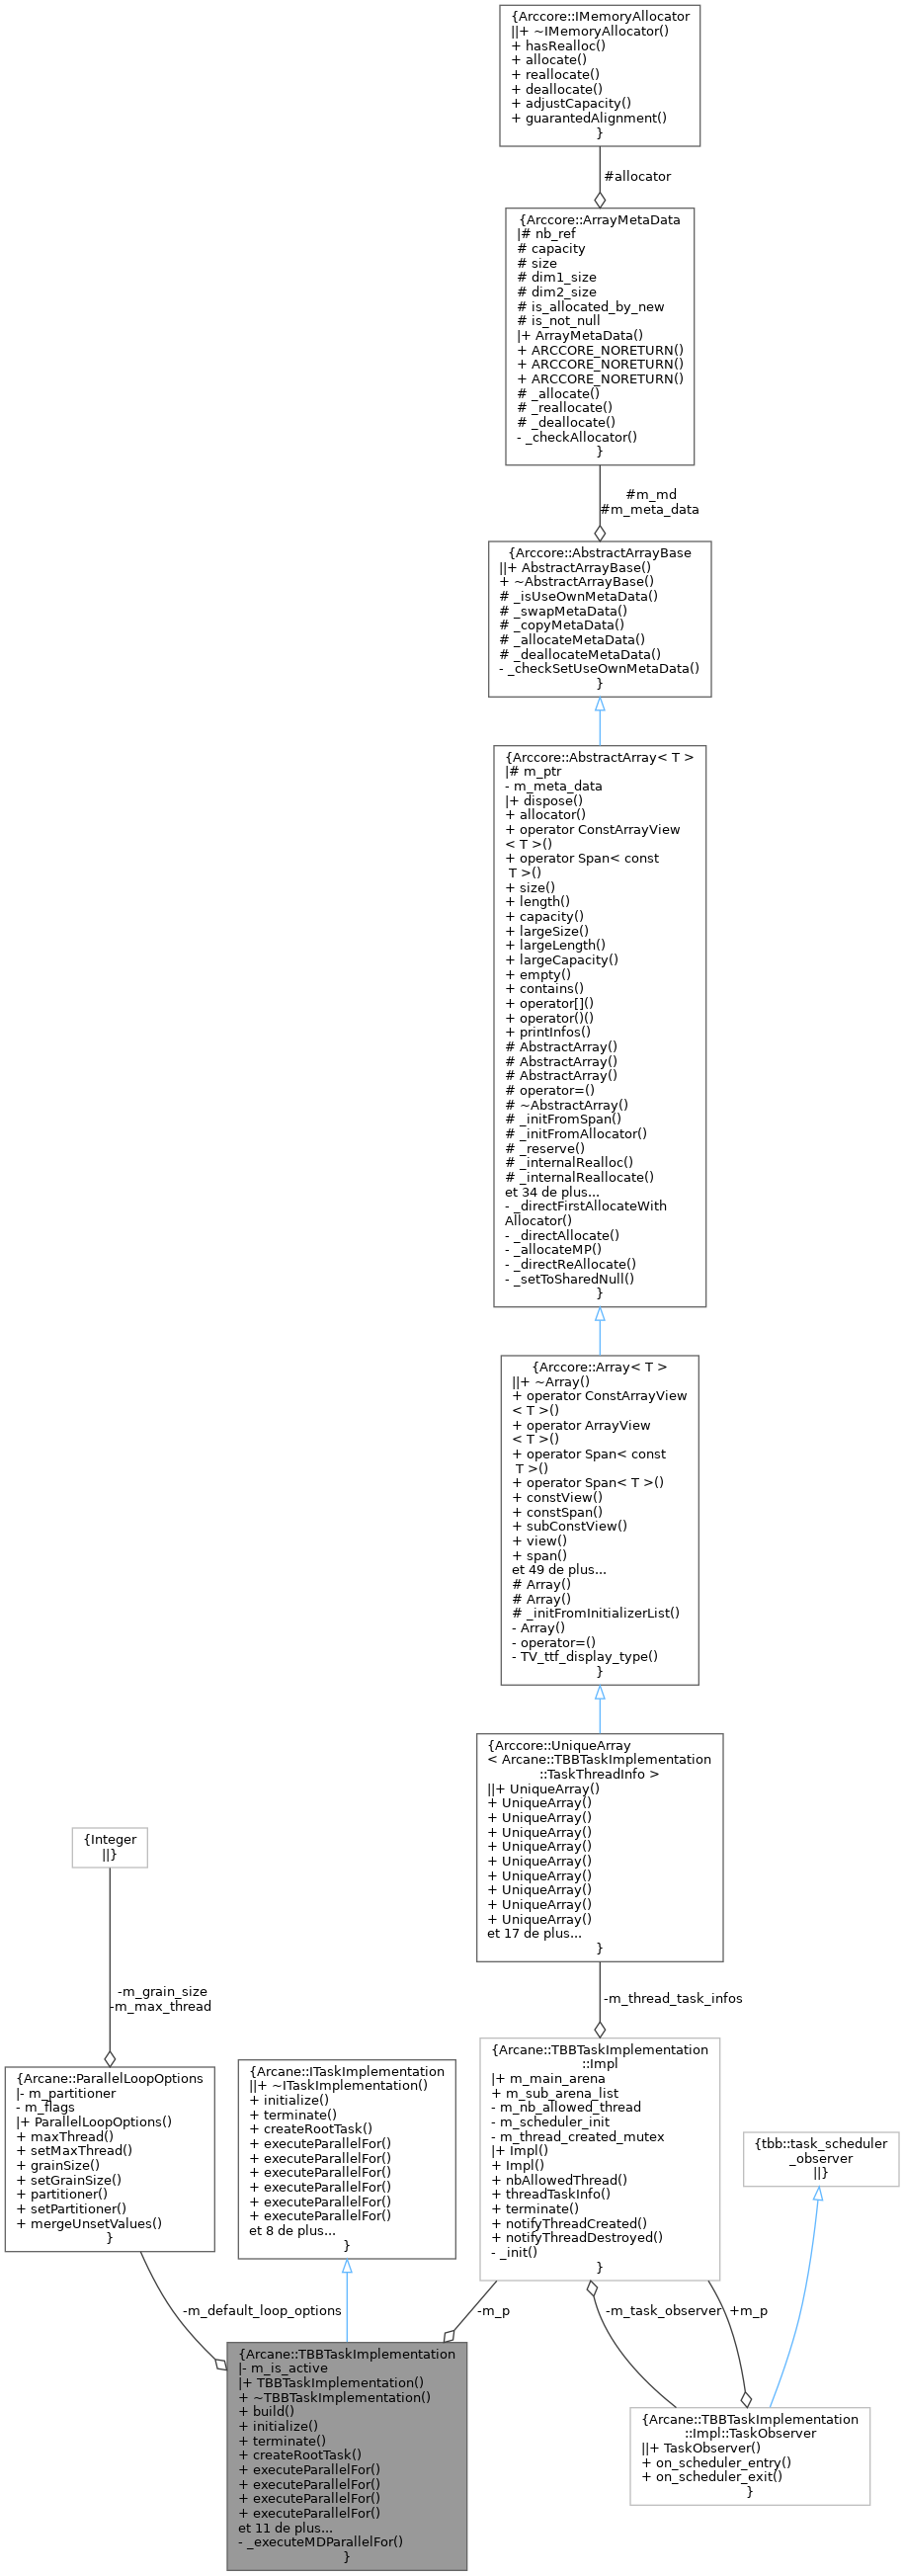 {Arccore::IMemoryAllocator
||+ ~IMemoryAllocator()
+ hasRealloc()
+ allocate()
+ reallocate()
+ deallocate()
+ adjustCapacity()
+ guarantedAlignment()
}
#allocator
{Arccore::ArrayMetaData
|# nb_ref
# capacity
# size
# dim1_size
# dim2_size
# is_allocated_by_new
# is_not_null
|+ ArrayMetaData()
+ ARCCORE_NORETURN()
+ ARCCORE_NORETURN()
+ ARCCORE_NORETURN()
# _allocate()
# _reallocate()
# _deallocate()
- _checkAllocator()
}
#m_md
#m_meta_data
{Arccore::AbstractArrayBase
||+ AbstractArrayBase()
+ ~AbstractArrayBase()
# _isUseOwnMetaData()
# _swapMetaData()
# _copyMetaData()
# _allocateMetaData()
# _deallocateMetaData()
- _checkSetUseOwnMetaData()
}
{Arccore::AbstractArray< T >
|# m_ptr
- m_meta_data
|+ dispose()
+ allocator()
+ operator ConstArrayView
< T >()
+ operator Span< const
 T >()
+ size()
+ length()
+ capacity()
+ largeSize()
+ largeLength()
+ largeCapacity()
+ empty()
+ contains()
+ operator[]()
+ operator()()
+ printInfos()
# AbstractArray()
# AbstractArray()
# AbstractArray()
# operator=()
# ~AbstractArray()
# _initFromSpan()
# _initFromAllocator()
# _reserve()
# _internalRealloc()
# _internalReallocate()
et 34 de plus...
- _directFirstAllocateWith
Allocator()
- _directAllocate()
- _allocateMP()
- _directReAllocate()
- _setToSharedNull()
}
{Arccore::Array< T >
||+ ~Array()
+ operator ConstArrayView
< T >()
+ operator ArrayView
< T >()
+ operator Span< const
 T >()
+ operator Span< T >()
+ constView()
+ constSpan()
+ subConstView()
+ view()
+ span()
et 49 de plus...
# Array()
# Array()
# _initFromInitializerList()
- Array()
- operator=()
- TV_ttf_display_type()
}
{Arccore::UniqueArray
< Arcane::TBBTaskImplementation
::TaskThreadInfo >
||+ UniqueArray()
+ UniqueArray()
+ UniqueArray()
+ UniqueArray()
+ UniqueArray()
+ UniqueArray()
+ UniqueArray()
+ UniqueArray()
+ UniqueArray()
+ UniqueArray()
et 17 de plus...
}
{Integer
||}
-m_grain_size
-m_max_thread
-m_thread_task_infos
{Arcane::ParallelLoopOptions
|- m_partitioner
- m_flags
|+ ParallelLoopOptions()
+ maxThread()
+ setMaxThread()
+ grainSize()
+ setGrainSize()
+ partitioner()
+ setPartitioner()
+ mergeUnsetValues()
}
{Arcane::ITaskImplementation
||+ ~ITaskImplementation()
+ initialize()
+ terminate()
+ createRootTask()
+ executeParallelFor()
+ executeParallelFor()
+ executeParallelFor()
+ executeParallelFor()
+ executeParallelFor()
+ executeParallelFor()
et 8 de plus...
}
{Arcane::TBBTaskImplementation
::Impl
|+ m_main_arena
+ m_sub_arena_list
- m_nb_allowed_thread
- m_scheduler_init
- m_thread_created_mutex
|+ Impl()
+ Impl()
+ nbAllowedThread()
+ threadTaskInfo()
+ terminate()
+ notifyThreadCreated()
+ notifyThreadDestroyed()
- _init()
}
{tbb::task_scheduler
_observer
||}
-m_default_loop_options
-m_p
-m_task_observer
+m_p
{Arcane::TBBTaskImplementation
|- m_is_active
|+ TBBTaskImplementation()
+ ~TBBTaskImplementation()
+ build()
+ initialize()
+ terminate()
+ createRootTask()
+ executeParallelFor()
+ executeParallelFor()
+ executeParallelFor()
+ executeParallelFor()
et 11 de plus...
- _executeMDParallelFor()
}
{Arcane::TBBTaskImplementation
::Impl::TaskObserver
||+ TaskObserver()
+ on_scheduler_entry()
+ on_scheduler_exit()
}